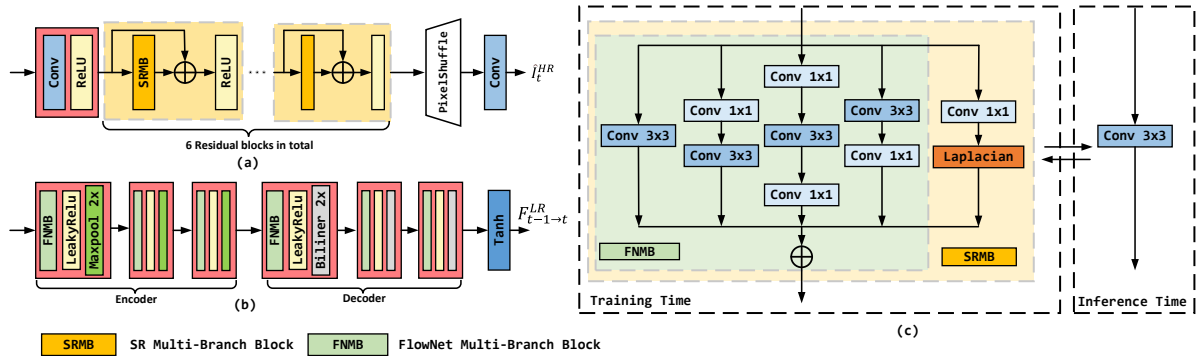 Conv
ReLU
SRMB
ReLU
...
PixelShuffle
Conv
Î_t^{HR}
6 Residual blocks in total
(a)
FNMB
LeakyRelu
Maxpool 2x
FNMB
LeakyRelu
Biliner 2x
Tanh
F_{t-1→t}^{LR}
Encoder
(b)
Decoder
SRMB
SR Multi-Branch Block
FNMB
FlowNet Multi-Branch Block
Conv 1x1
Conv 1x1
Conv 3x3
Conv 1x1
Conv 3x3
Conv 3x3
Conv 3x3
Conv 1x1
Laplacian
Conv 1x1
FNMB
SRMB
Training Time
(c)
Conv 3x3
Inference Time